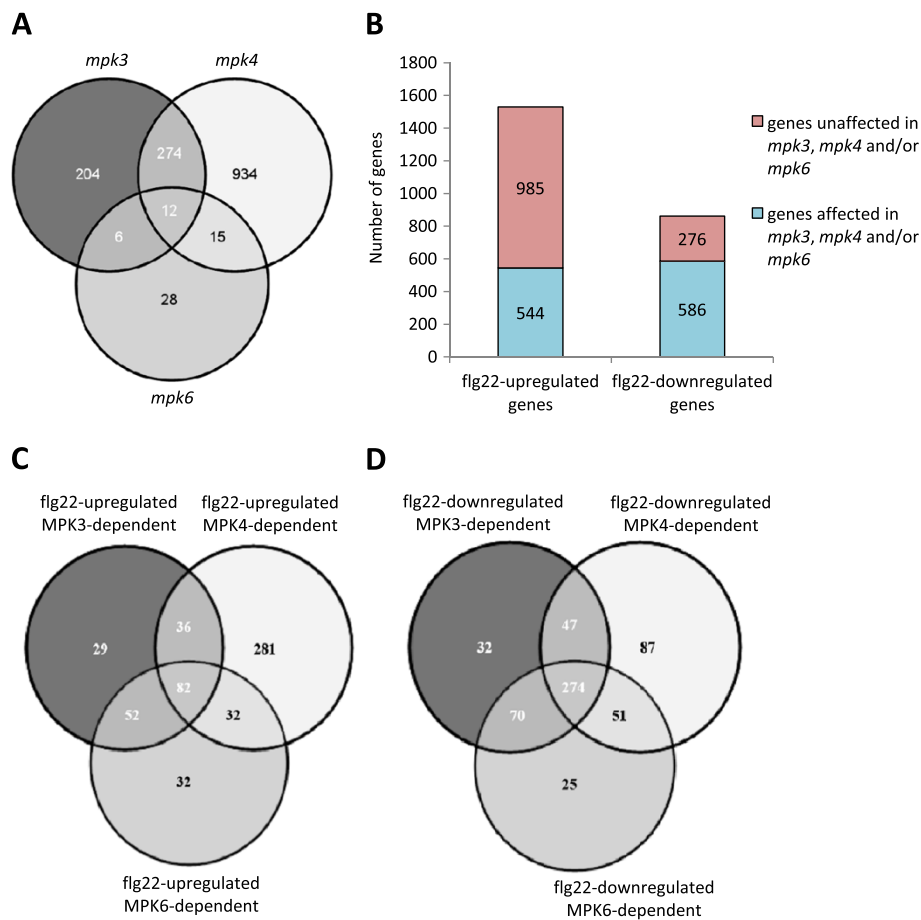 A
mpk3
mpk4
204
274
934
12
6
15
28
mpk6
B
Number of genes
1800
1600
1400
1200
1000
800
600
400
200
0
985
544
276
586
flg22-upregulated
genes
flg22-downregulated
genes
genes unaffected in
mpk3, mpk4 and/or
mpk6
genes affected in
mpk3, mpk4 and/or
mpk6
C
flg22-upregulated
MPK3-dependent
flg22-upregulated
MPK4-dependent
29
36
281
82
52
32
32
flg22-upregulated
MPK6-dependent
D
flg22-downregulated
MPK3-dependent
flg22-downregulated
MPK4-dependent
32
47
87
274
70
51
25
flg22-downregulated
MPK6-dependent